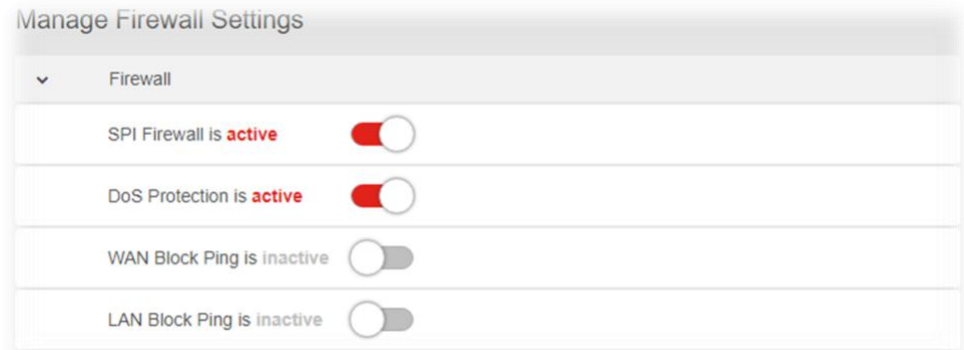 Manage Firewall Settings
Firewall
SPI Firewall is active
DoS Protection is active
WAN Block Ping is inactive
LAN Block Ping is inactive